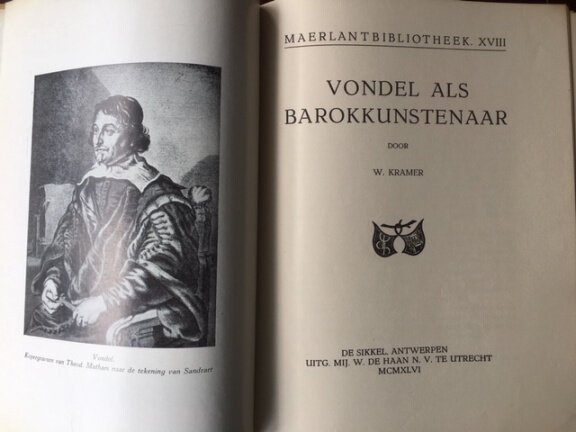 Vondel.
Kopergravure van Theod. Matham naar de tekening van Sandrart.
MAERLANTBIBLIOTHEEK. XVIII
VONDEL ALS
BAROKKUNSTENAAR
DOOR
W. KRAMER
DE SIKKEL, ANTWERPEN
UITG. MIJ. W. DE HAAN N. V. TE UTRECHT
MCMXLVI